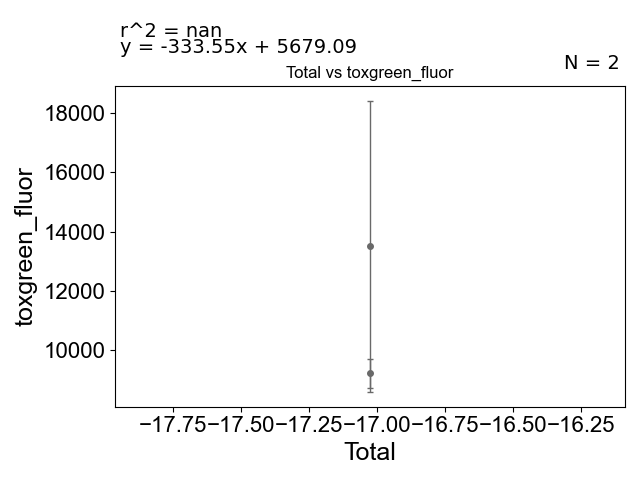 r^2 = nan
y = -333.55x + 5679.09
N = 2
Total vs toxgreen_fluor
18000
16000
14000
12000
10000
toxgreen_fluor
−17.75 −17.50 −17.25 −17.00 −16.75 −16.50 −16.25
Total